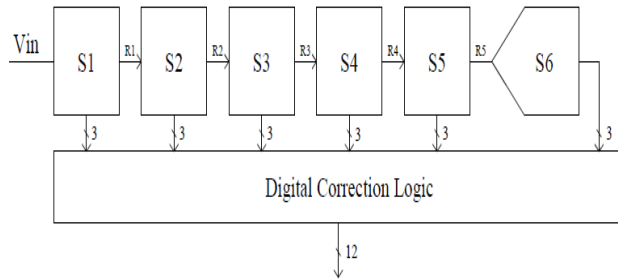 Vin S1 R1 S2 R2 S3 R3 S4 R4 S5 R5 S6
3 3 3 3 3 3
Digital Correction Logic
12